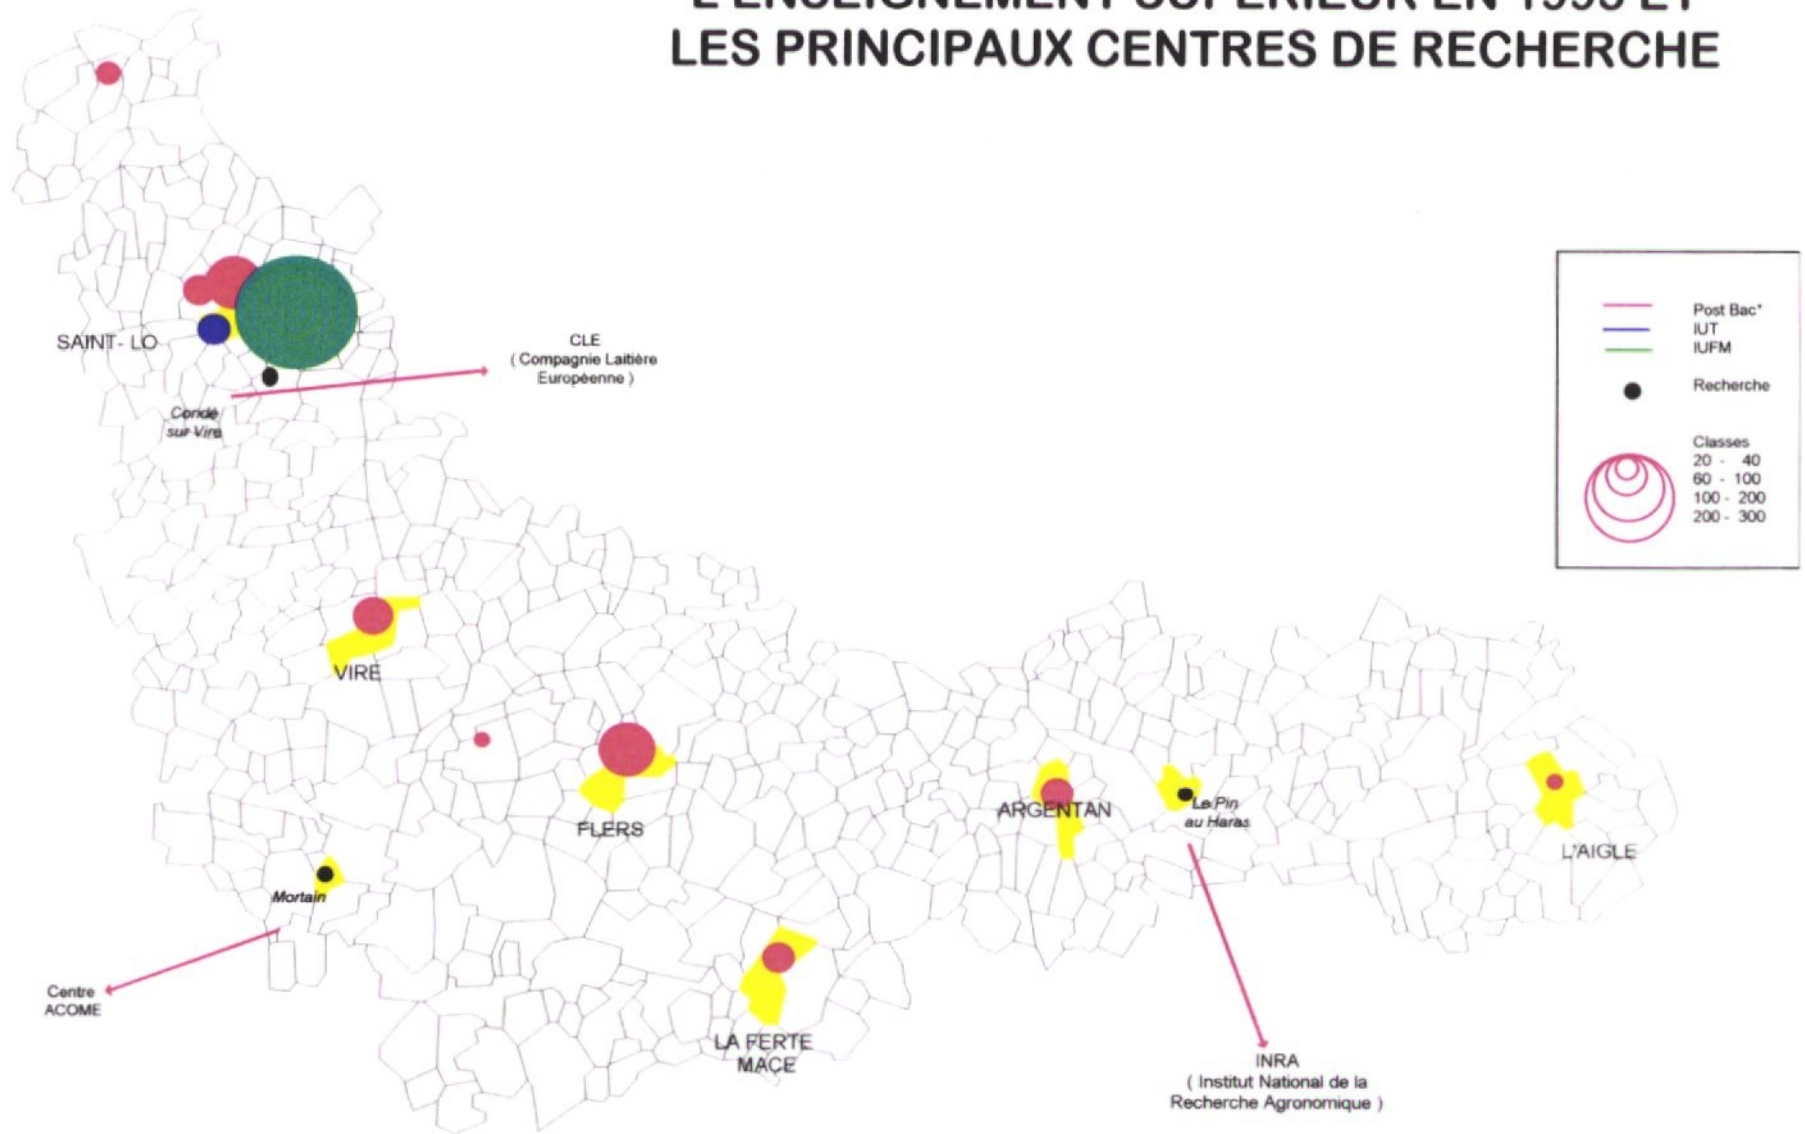 LES PRINCIPAUX CENTRES DE RECHERCHE
Post Bac*
IUT
IUFM
Recherche
Classes
20 - 40
60 - 100
100 - 200
200 - 300
SAINT-LO
CLE
( Compagnie Laitière
Européenne )
Condé
sur Vire
VIRE
FLERS
ARGENTAN
Le Pin
au Haras
L'AIGLE
Mortain
Centre
ACOME
LA FERTE
MACE
INRA
( Institut National de la
Recherche Agronomique )